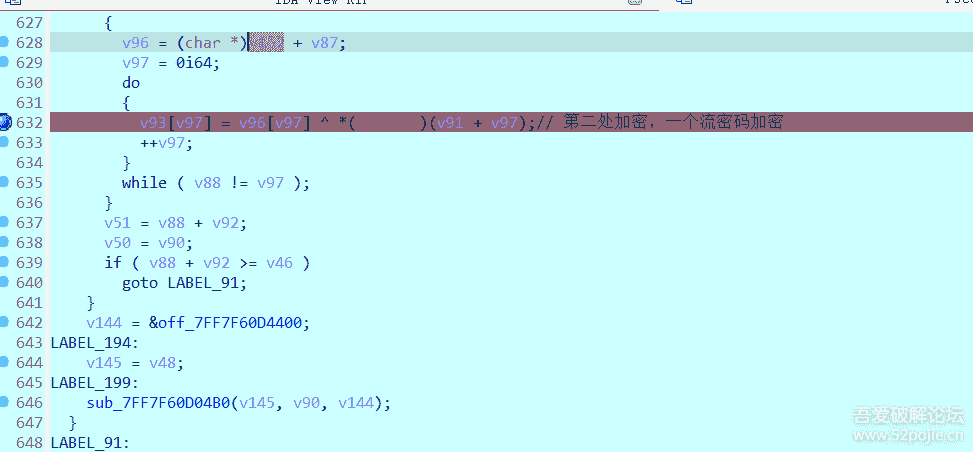 IDA View RIP
627 {
628 v96 = (char *) + v87;
629 v97 = 0i64;
630 do
631 {
632 v93[v97] = v96[v97] ^ *( )(v91 + v97);// 第二处加密，一个流密码加密
633 ++v97;
634 }
635 while ( v88 != v97 );
636 }
637 v51 = v88 + v92;
638 v50 = v90;
639 if ( v88 + v92 >= v46 )
640 goto LABEL_91;
641 }
642 v144 = &off_7FF7F60D4400;
643 LABEL_194:
644 v145 = v48;
645 LABEL_199:
646 sub_7FF7F60D04B0(v145, v90, v144);
647 }
648 LABEL_91:
吾爱破解论坛
www.52pojie.cn